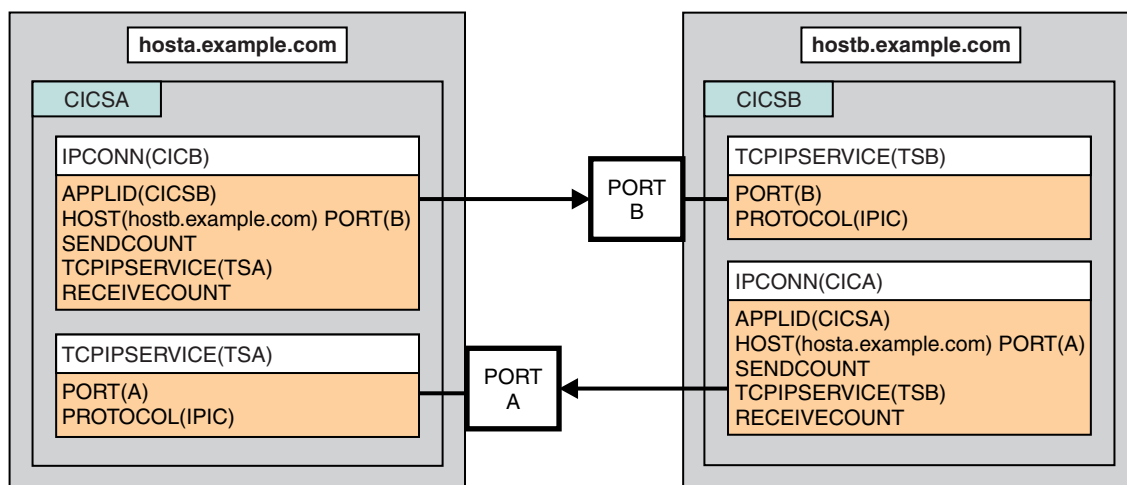 hosta.example.com
CICSA
IPCONN(CICB)
APPLID(CICSB)
HOST(hostb.example.com) PORT(B)
SENDCOUNT
TCPIPSERVICE(TSA)
RECEIVECOUNT
TCPIPSERVICE(TSA)
PORT(A)
PROTOCOL(IPIC)
PORT
B
PORT
A
hostb.example.com
CICSB
TCPIPSERVICE(TSB)
PORT(B)
PROTOCOL(IPIC)
IPCONN(CICA)
APPLID(CICSA)
HOST(hosta.example.com) PORT(A)
SENDCOUNT
TCPIPSERVICE(TSB)
RECEIVECOUNT